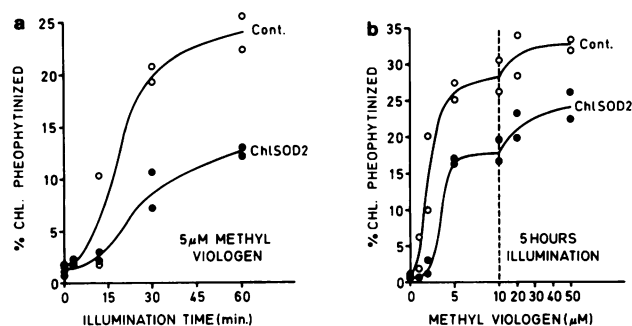 a
% CHL. PHEOPHYTINIZED
25
20
15
10
5
0
Cont.
ChlSOD2
5 µM METHYL
VIOLOGEN
0 15 30 45 60
ILLUMINATION TIME (min.)
b
% CHL. PHEOPHYTINIZED
35
30
25
20
15
10
5
0
Cont.
ChlSOD2
5 HOURS
ILLUMINATION
0 5 10 20 30 40 50
METHYL VIOLOGEN (µM)